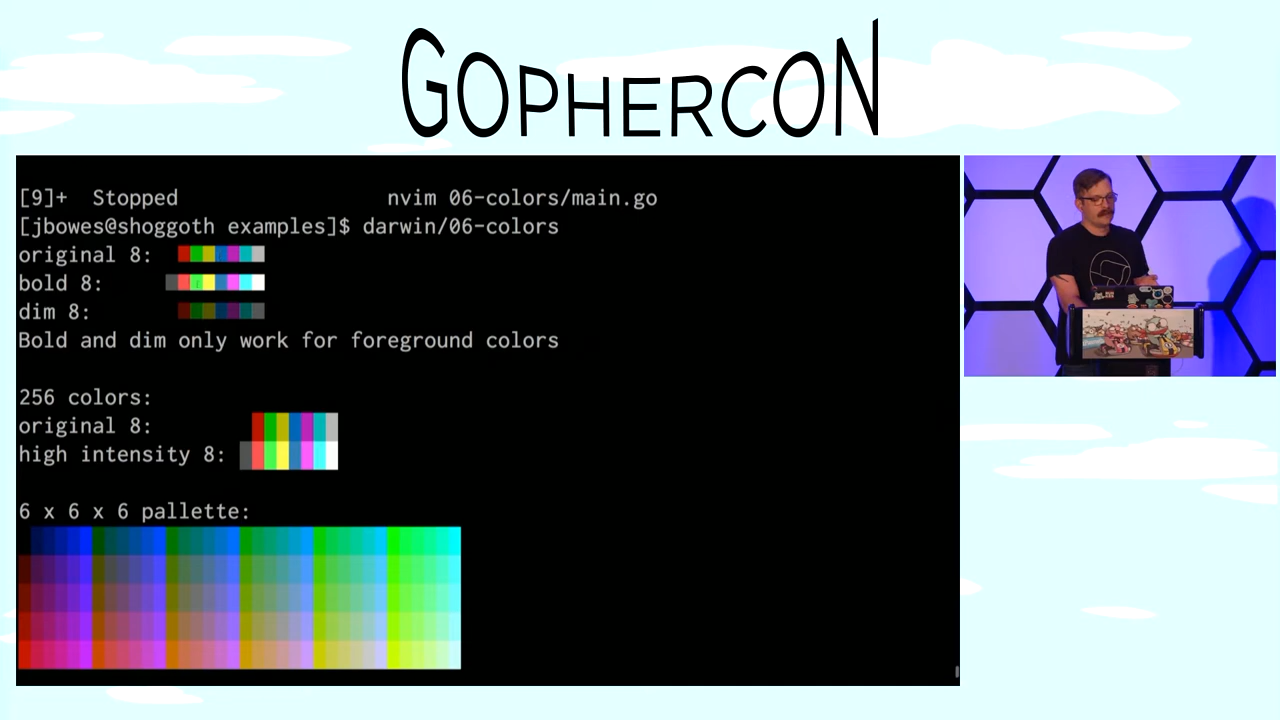 GOPHERCON
[9]+  Stopped                 nvim 06-colors/main.go
[jbowes@shoggoth examples]$ darwin/06-colors
original 8:
bold 8:
dim 8:
Bold and dim only work for foreground colors
256 colors:
original 8:
high intensity 8:
6 x 6 x 6 pallette: